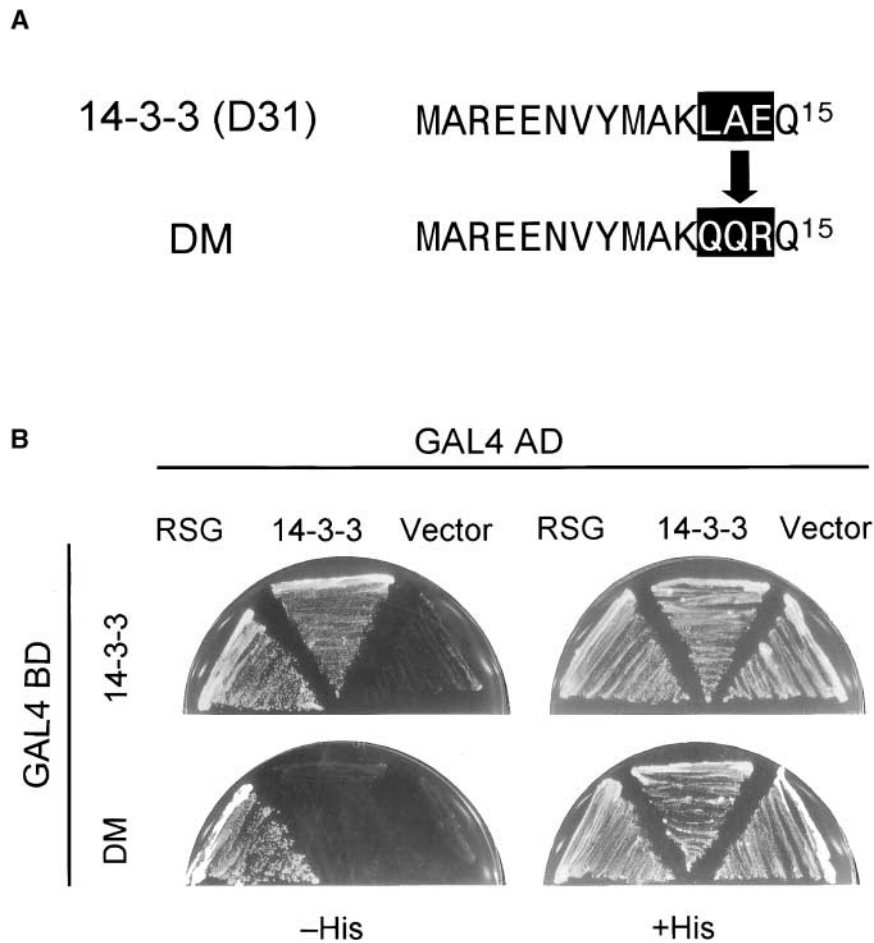 A
14-3-3 (D31) MAREENVYMAKLAEQ15
DM MAREENVYMAKQQRQ15
B
GAL4 AD
RSG 14-3-3 Vector RSG 14-3-3 Vector
GAL4 BD
14-3-3
DM
–His +His